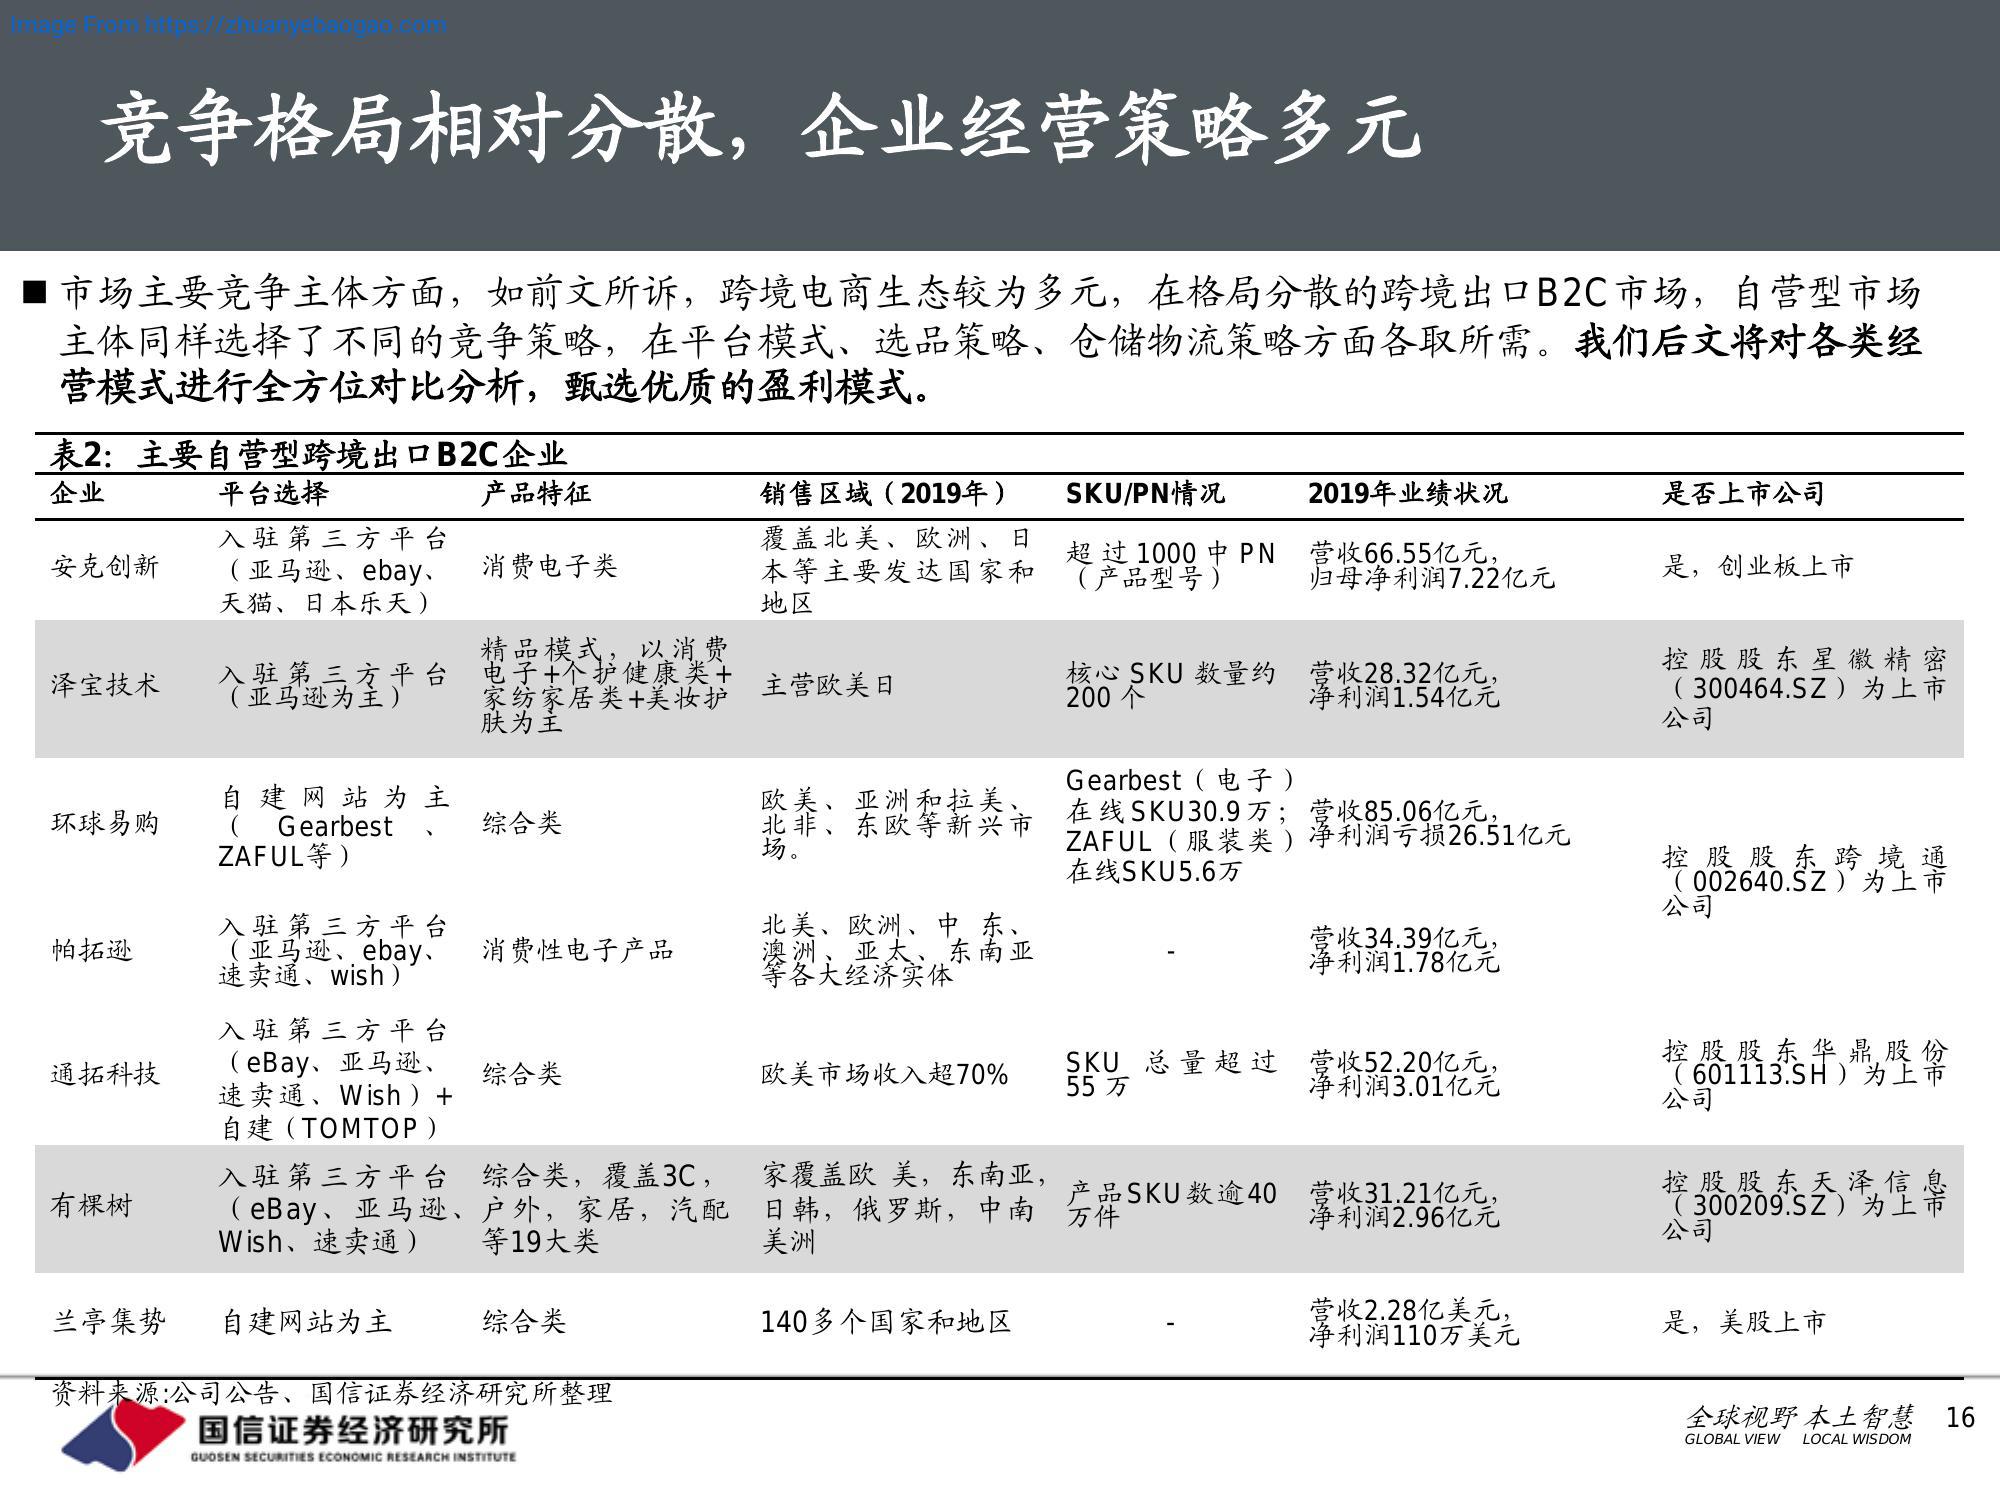 Image From https://zhuanyebaogao.com
竞争格局相对分散，企业经营策略多元
■ 市场主要竞争主体方面，如前文所诉，跨境电商生态较为多元，在格局分散的跨境出口B2C市场，自营型市场
主体同样选择了不同的竞争策略，在平台模式、选品策略、仓储物流策略方面各取所需。我们后文将对各类经
营模式进行全方位对比分析，甄选优质的盈利模式。
表2：主要自营型跨境出口B2C企业
企业 平台选择 产品特征 销售区域（2019年） SKU/PN情况 2019年业绩状况 是否上市公司
安克创新
入驻第三方平台
（亚马逊、ebay、
天猫、日本乐天）
消费电子类
覆盖北美、欧洲、日
本等主要发达国家和
地区
超过1000中PN
（产品型号）
营收66.55亿元，
归母净利润7.22亿元
是，创业板上市
泽宝技术
入驻第三方平台
（亚马逊为主）
精品模式，以消费
电子+个护健康类+
家纺家居类+美妆护
肤为主
主营欧美日
核心SKU数量约
200个
营收28.32亿元，
净利润1.54亿元
控股股东星徽精密
（300464.SZ）为上市
公司
环球易购
自建网站为主
（Gearbest、
ZAFUL等）
综合类
欧美、亚洲和拉美、
北非、东欧等新兴市
场。
Gearbest（电子）
在线SKU30.9万；
ZAFUL（服装类）
在线SKU5.6万
营收85.06亿元，
净利润亏损26.51亿元
控股股东跨境通
（002640.SZ）为上市
公司
帕拓逊
入驻第三方平台
（亚马逊、ebay、
速卖通、wish）
消费性电子产品
北美、欧洲、中 东、
澳洲、亚太、东南亚
等各大经济实体
-
营收34.39亿元，
净利润1.78亿元
通拓科技
入驻第三方平台
（eBay、亚马逊、
速卖通、Wish）+
自建（TOMTOP）
综合类
欧美市场收入超70%
SKU总量超过
55万
营收52.20亿元，
净利润3.01亿元
控股股东华鼎股份
（601113.SH）为上市
公司
有棵树
入驻第三方平台
（eBay、亚马逊、
Wish、速卖通）
综合类，覆盖3C，
户外，家居，汽配
等19大类
家覆盖欧 美，东南亚，
日韩，俄罗斯，中南
美洲
产品SKU数逾40
万件
营收31.21亿元，
净利润2.96亿元
控股股东天泽信息
（300209.SZ）为上市
公司
兰亭集势
自建网站为主
综合类
140多个国家和地区
-
营收2.28亿美元，
净利润110万美元
是，美股上市
资料来源:公司公告、国信证券经济研究所整理
国信证券经济研究所
GUOSEN SECURITIES ECONOMIC RESEARCH INSTITUTE
全球视野 本土智慧
GLOBAL VIEW LOCAL WISDOM
16